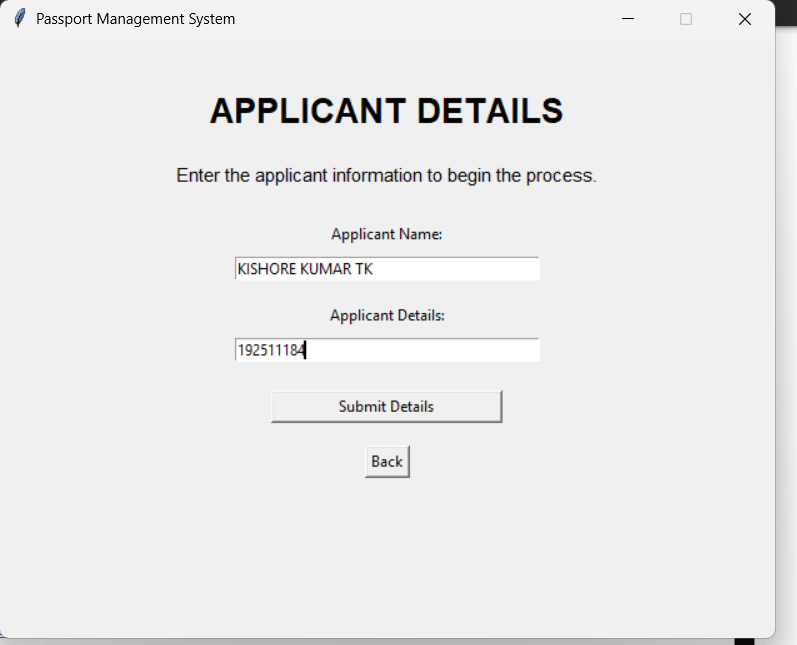 Passport Management System
APPLICANT DETAILS
Enter the applicant information to begin the process.
Applicant Name:
KISHORE KUMAR TK
Applicant Details:
192511184
Submit Details
Back